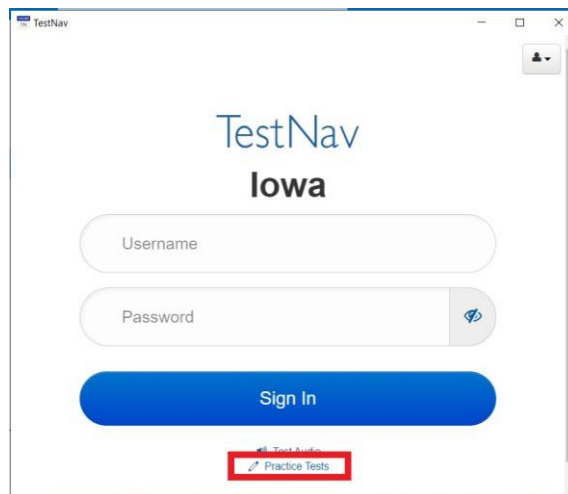 TestNav
TestNav
Iowa
Username
Password
Sign In
Test Audio
Practice Tests